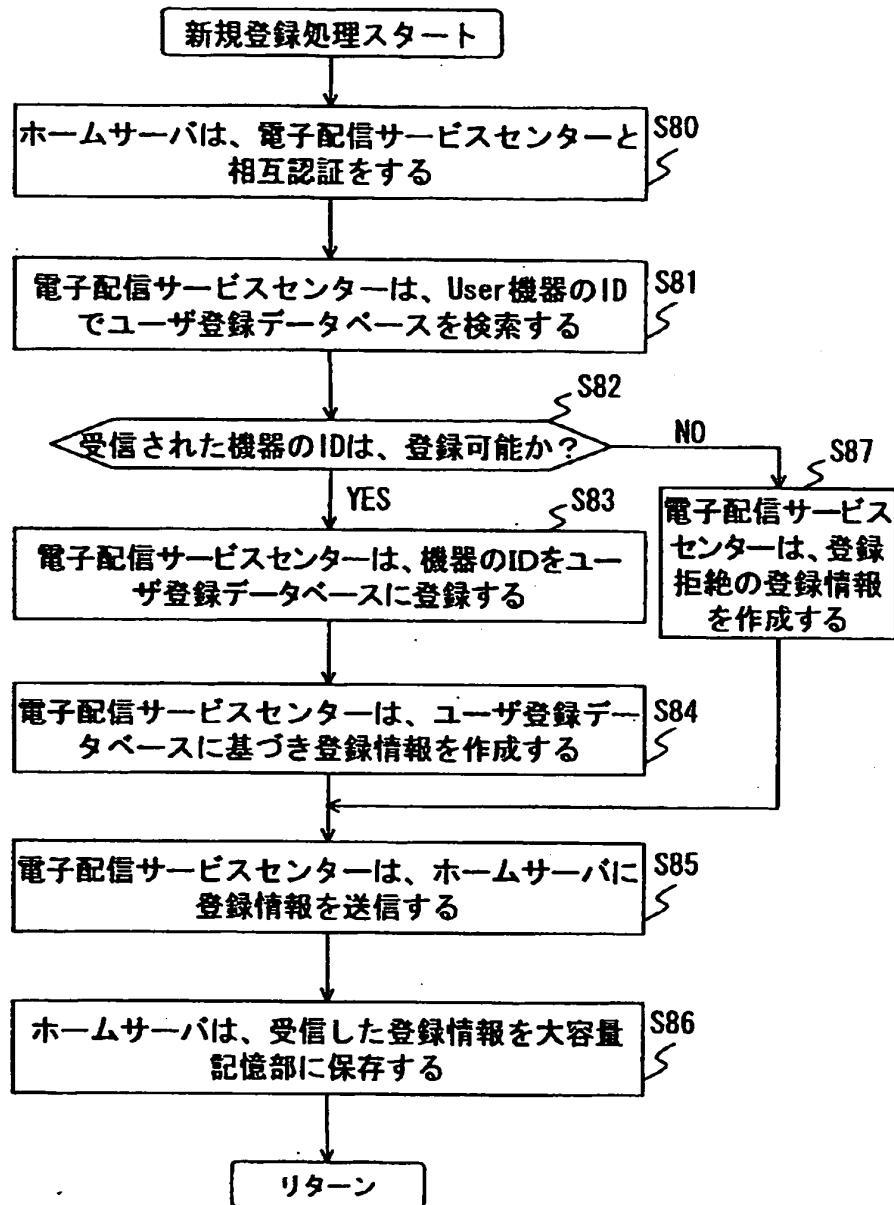 新規登録処理スタート
S80
ホームサーバは、電子配信サービスセンターと
相互認証をする
S81
電子配信サービスセンターは、User機器のID
でユーザ登録データベースを検索する
S82
受信された機器のIDは、登録可能か?
NO
YES
S87
電子配信サービス
センターは、登録
拒絶の登録情報
を作成する
S83
電子配信サービスセンターは、機器のIDをユー
ザ登録データベースに登録する
S84
電子配信サービスセンターは、ユーザ登録デー
タベースに基づき登録情報を作成する
S85
電子配信サービスセンターは、ホームサーバに
登録情報を送信する
S86
ホームサーバは、受信した登録情報を大容量
記憶部に保存する
リターン